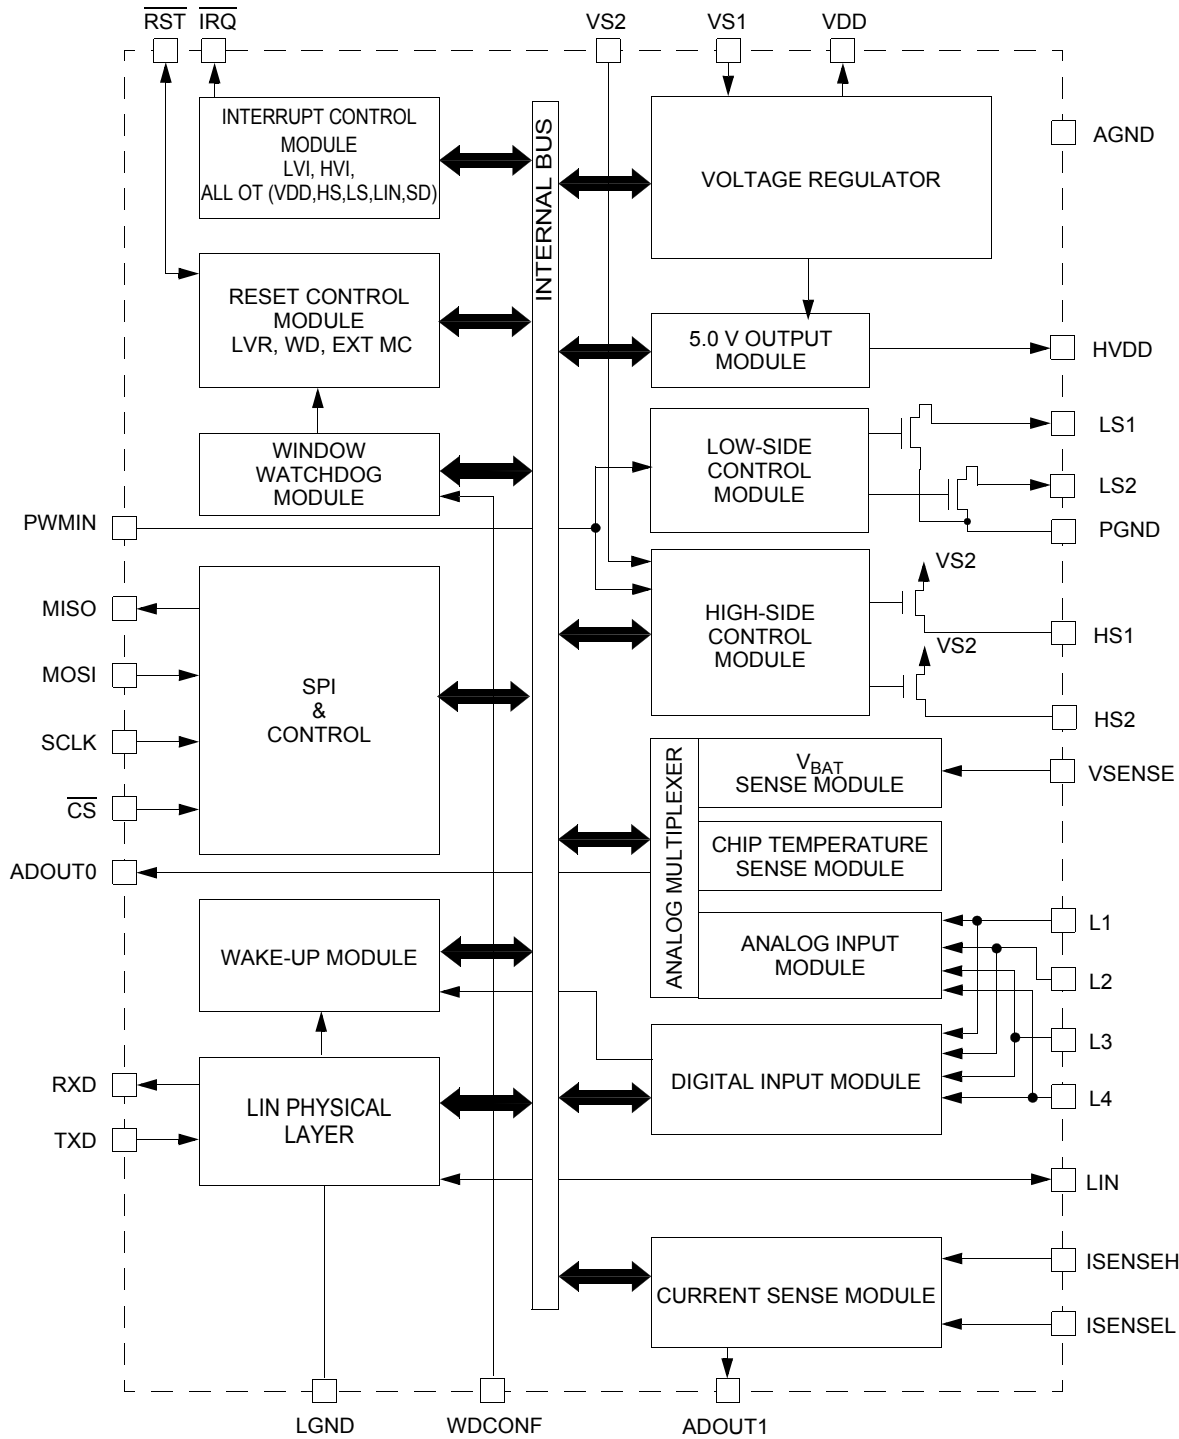 RST IRQ VS2 VS1 VDD
INTERRUPT CONTROL
MODULE
LVI, HVI,
ALL OT (VDD,HS,LS,LIN,SD)
INTERNAL BUS
VOLTAGE REGULATOR
AGND
RESET CONTROL
MODULE
LVR, WD, EXT MC
5.0 V OUTPUT
MODULE
HVDD
WINDOW
WATCHDOG
MODULE
LOW-SIDE
CONTROL
MODULE
LS1
LS2
PWMIN
PGND
MISO
MOSI
SCLK
CS
SPI
&
CONTROL
HIGH-SIDE
CONTROL
MODULE
VS2
HS1
VS2
HS2
ANALOG MULTIPLEXER
VBAT
SENSE MODULE
VSENSE
CHIP TEMPERATURE
SENSE MODULE
ADOUT0
WAKE-UP MODULE
ANALOG INPUT
MODULE
L1
L2
L3
L4
DIGITAL INPUT MODULE
RXD
TXD
LIN PHYSICAL
LAYER
LIN
CURRENT SENSE MODULE
ISENSEH
ISENSEL
LGND WDCONF ADOUT1